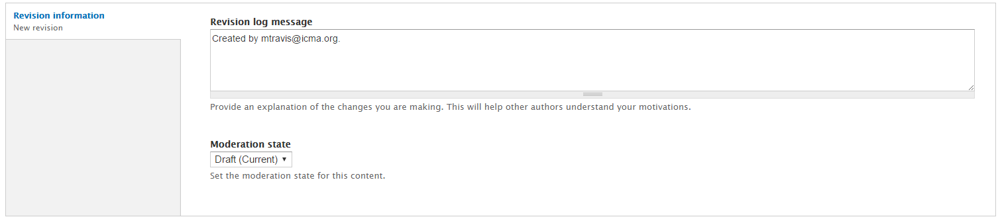 Revision information
New revision
Revision log message
Created by mtravis@icma.org.
Provide an explanation of the changes you are making. This will help other authors understand your motivations.
Moderation state
Draft (Current)
Set the moderation state for this content.